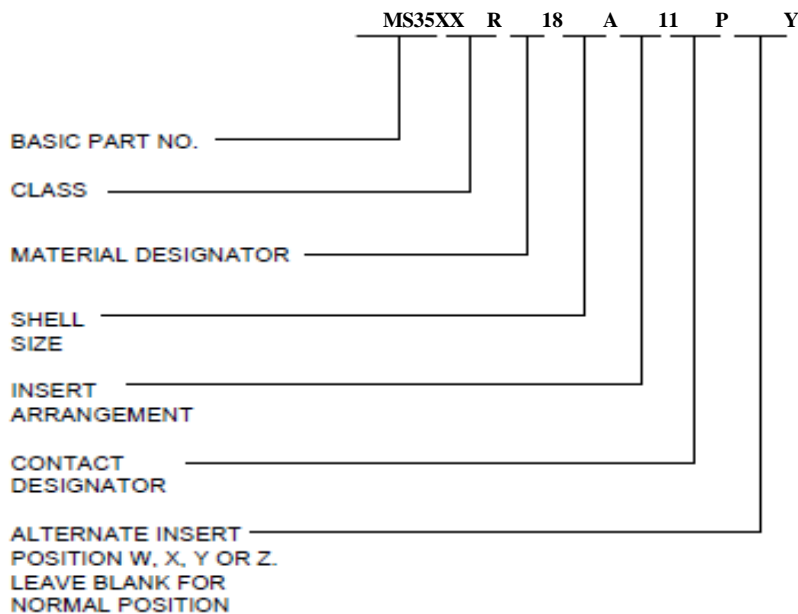 MS35XX R 18 A 11 P Y
BASIC PART NO.
CLASS
MATERIAL DESIGNATOR
SHELL
SIZE
INSERT
ARRANGEMENT
CONTACT
DESIGNATOR
ALTERNATE INSERT
POSITION W, X, Y OR Z.
LEAVE BLANK FOR
NORMAL POSITION